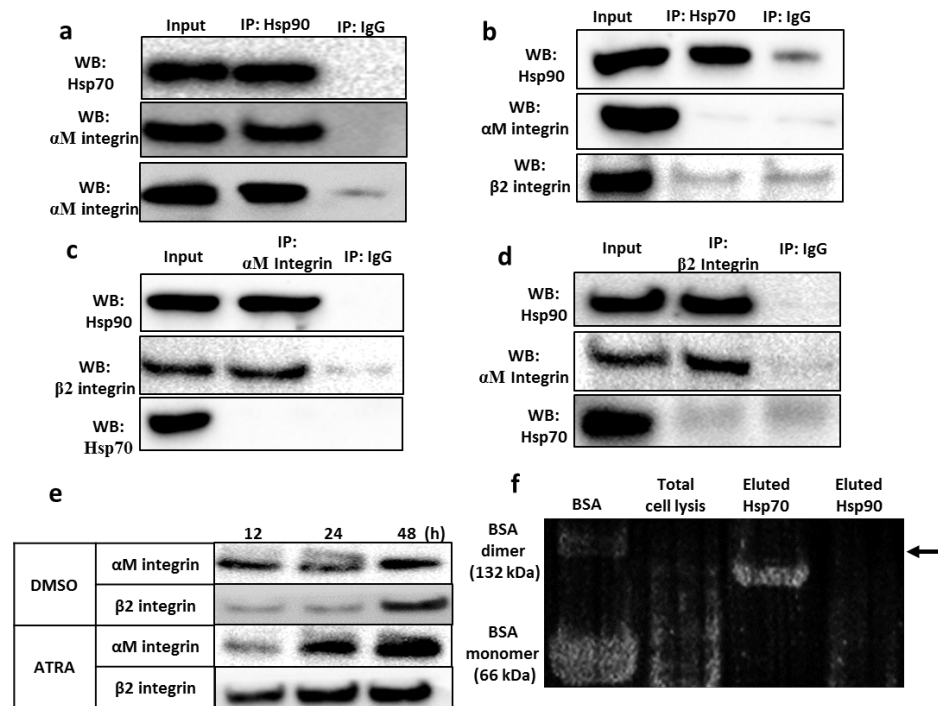 a
Input IP: Hsp90 IP: IgG
WB:
Hsp70
WB:
αM integrin
WB:
αM integrin
b
Input IP: Hsp70 IP: IgG
WB:
Hsp90
WB:
αM integrin
WB:
β2 integrin
c
Input IP:
αM Integrin IP: IgG
WB:
Hsp90
WB:
β2 integrin
WB:
Hsp70
d
Input IP:
β2 Integrin IP: IgG
WB:
Hsp90
WB:
αM Integrin
WB:
Hsp70
e
12 24 48 (h)
DMSO
αM integrin
β2 integrin
ATRA
αM integrin
β2 integrin
f
BSA
Total
cell lysis
Eluted
Hsp70
Eluted
Hsp90
BSA
dimer
(132 kDa)
BSA
monomer
(66 kDa)